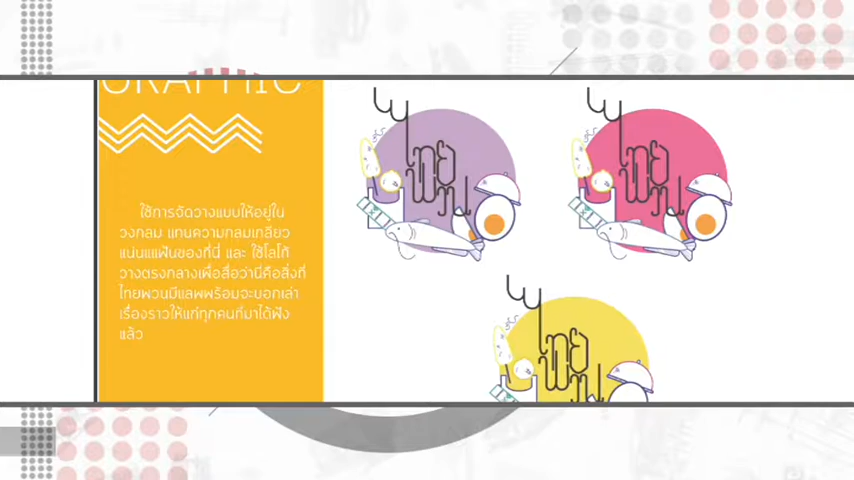 GRAPHIC
ใช้การจัดวางแบบให้อยู่ใน
วงกลม แทนความกลมเกลียว
แน่นแฟ้นของที่นี่ และ ใช้โลโก้
วางตรงกลางเพื่อสื่อว่านี่คือสิ่งที่
ไทยพวนมีแลพพร้อมจะบอกเล่า
เรื่องราวให้แก่ทุกคนที่มาได้ฟัง
แล้ว